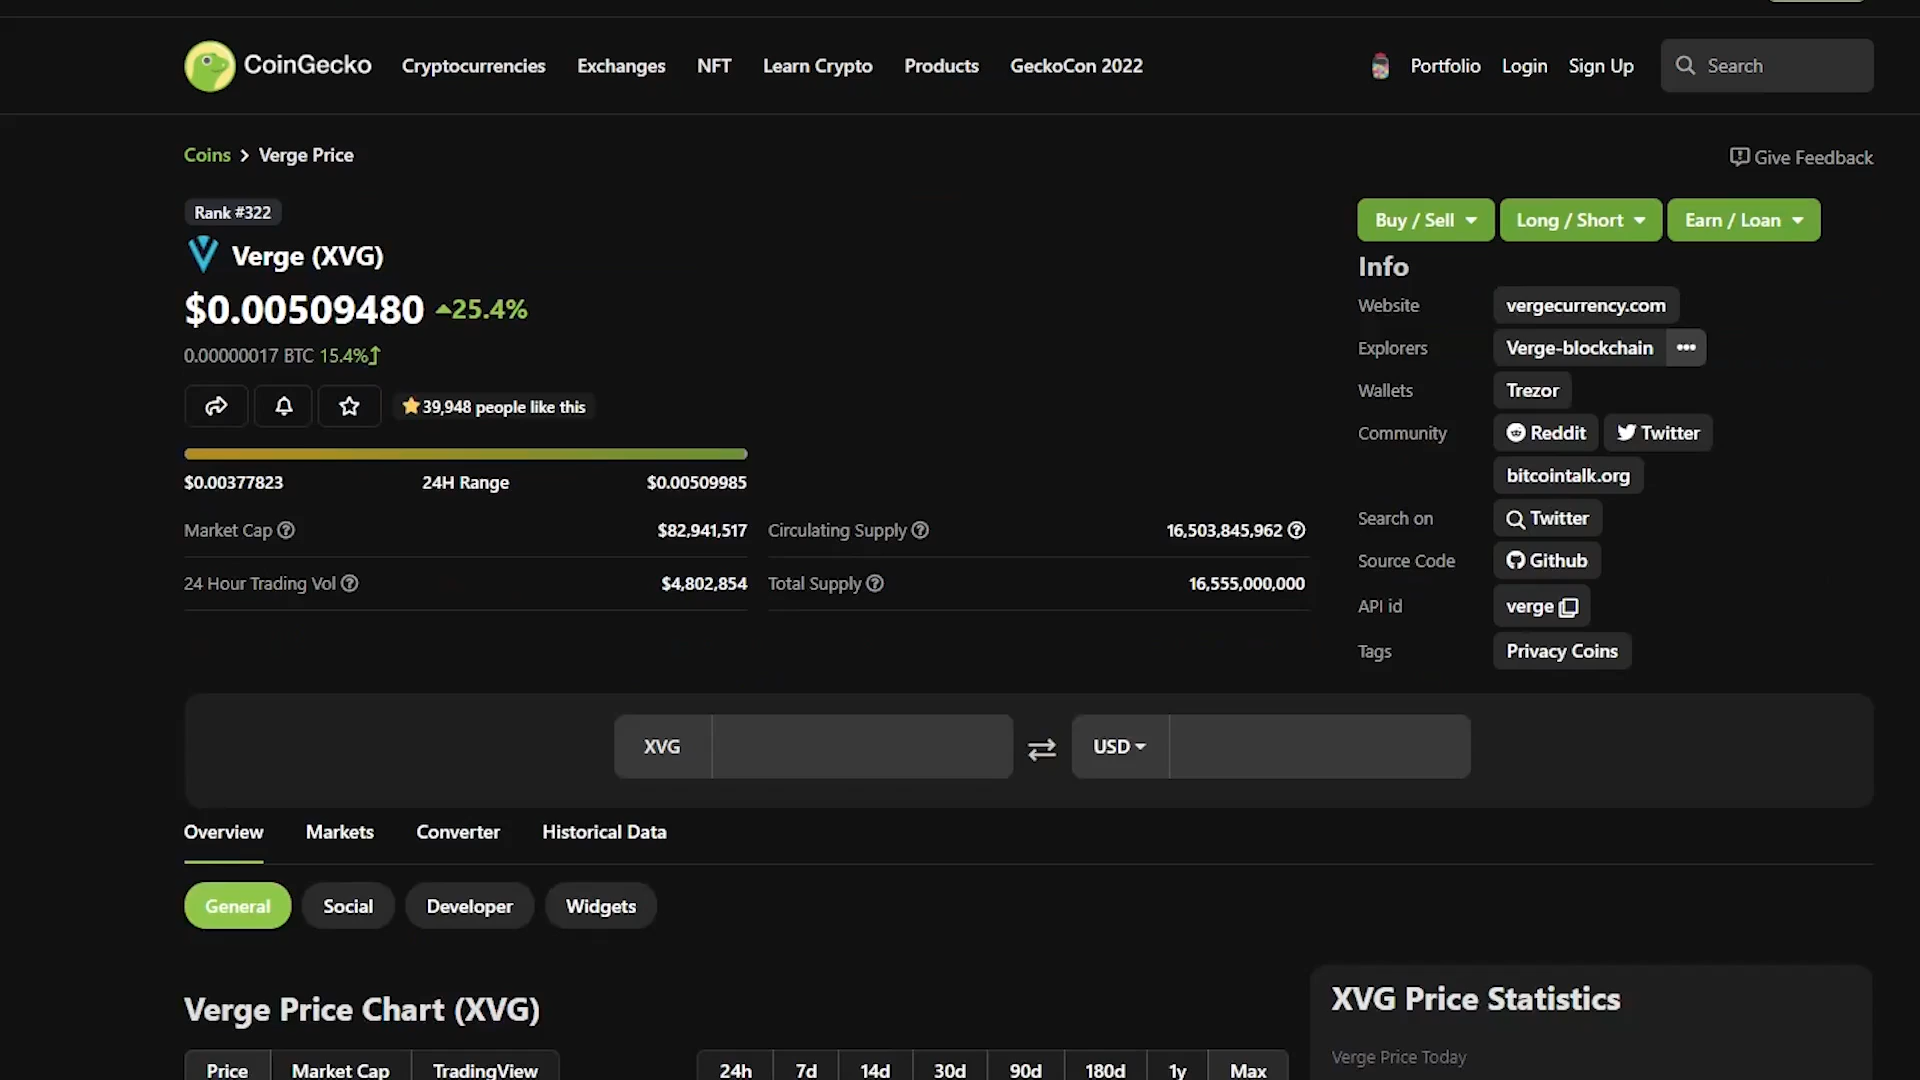 CoinGecko Cryptocurrencies Exchanges NFT Learn Crypto Products GeckoCon 2022 Portfolio Login Sign Up Search
Coins > Verge Price
Give Feedback
Rank #322
Verge (XVG)
$0.00509480 25.4%
0.00000017 BTC 15.4%
39,948 people like this
$0.00377823 24H Range $0.00509985
Market Cap $82,941,517 Circulating Supply 16,503,845,962
24 Hour Trading Vol $4,802,854 Total Supply 16,555,000,000
Buy / Sell Long / Short Earn / Loan
Info
Website vergecurrency.com
Explorers Verge-blockchain •••
Wallets Trezor
Community Reddit Twitter
bitcointalk.org
Search on Twitter
Source Code Github
API id verge
Tags Privacy Coins
XVG USD
Overview Markets Converter Historical Data
General Social Developer Widgets
Verge Price Chart (XVG)
Price Market Cap TradingView 24h 7d 14d 30d 90d 180d 1y Max
XVG Price Statistics
Verge Price Today